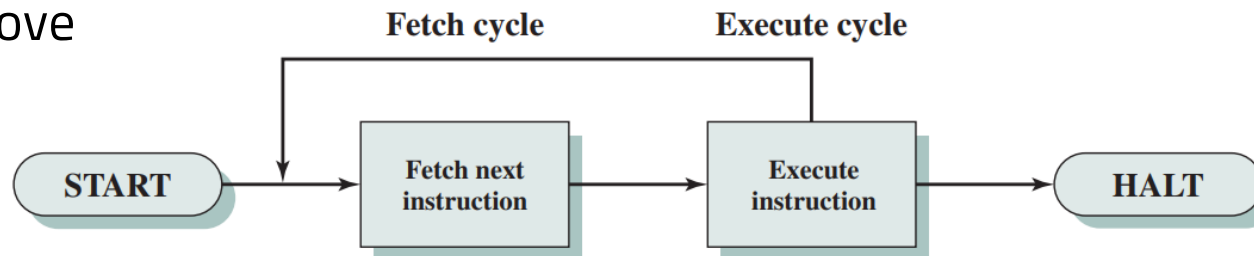 ove
Fetch cycle
Execute cycle
START
Fetch next
instruction
Execute
instruction
HALT